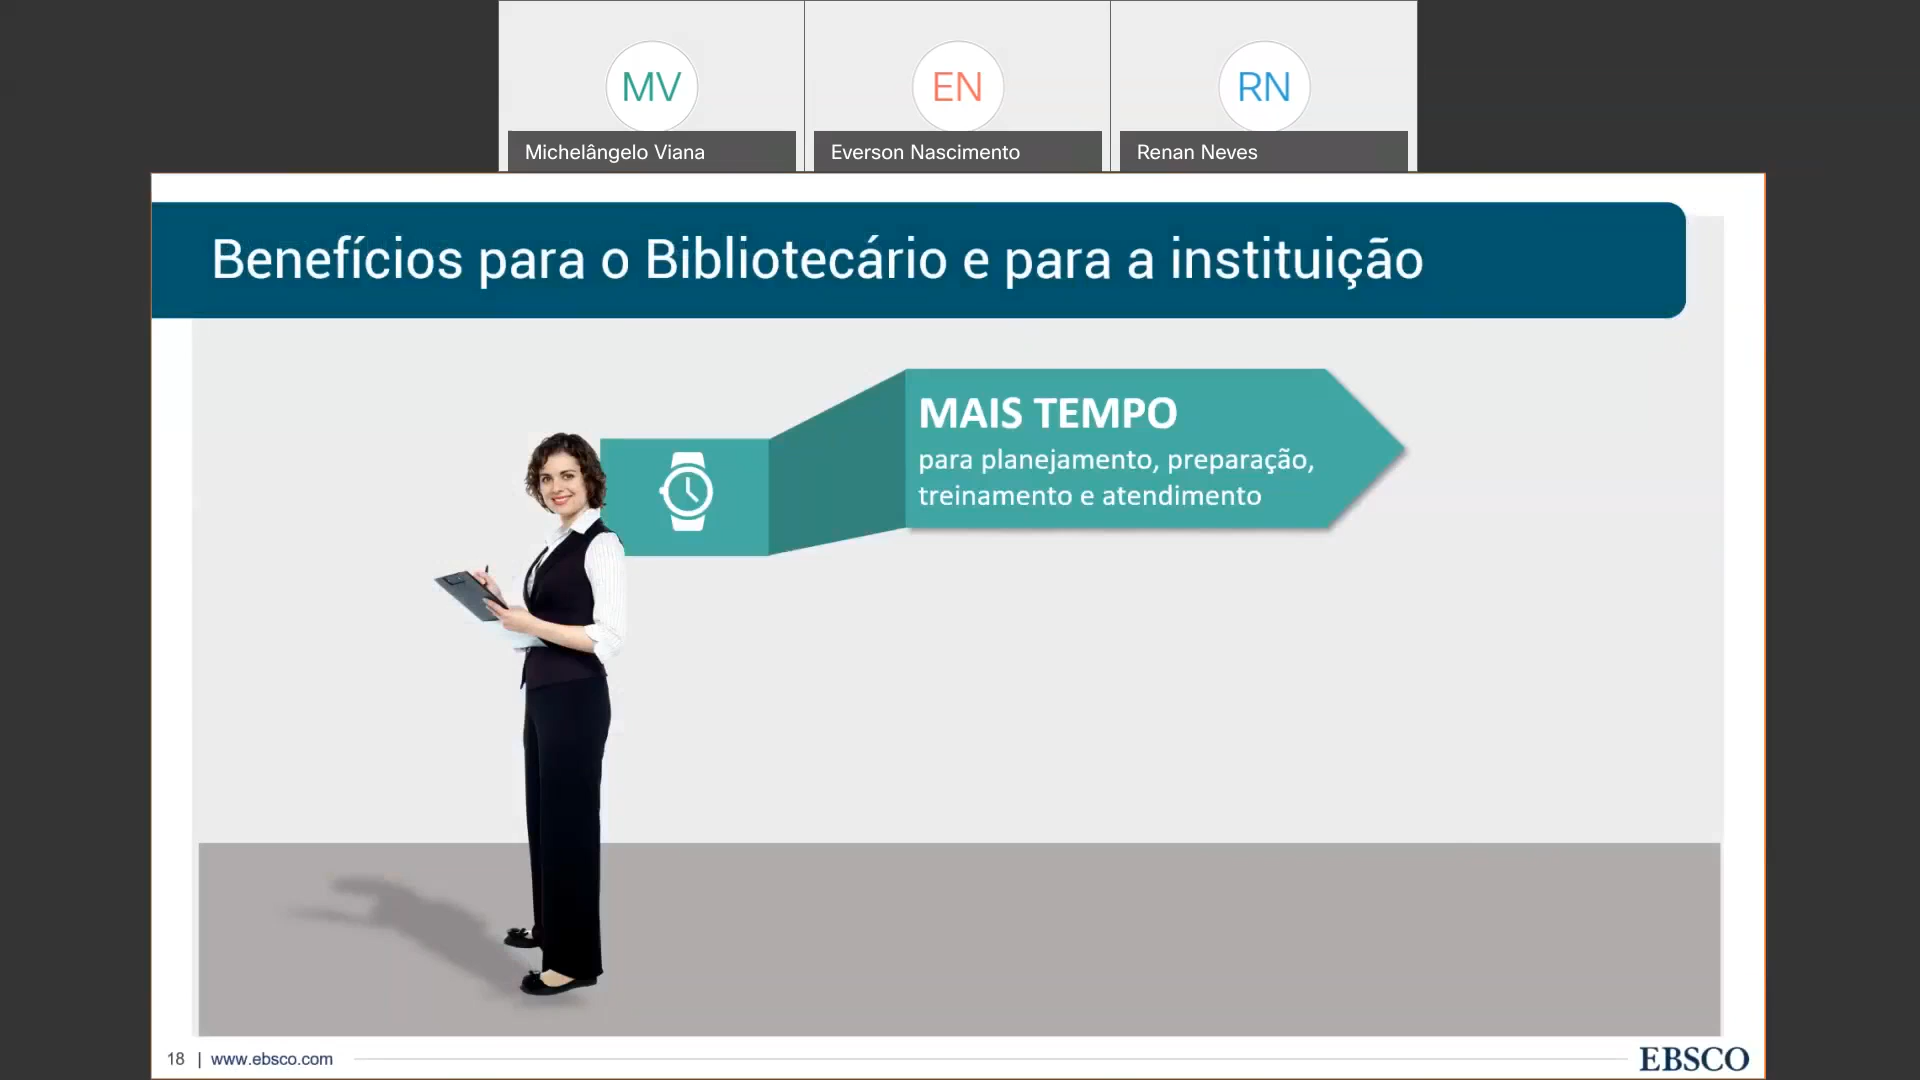 MV
EN
RN
Michelângelo Viana
Everson Nascimento
Renan Neves
Benefícios para o Bibliotecário e para a instituição
MAIS TEMPO
para planejamento, preparação,
treinamento e atendimento
18 | www.ebsco.com
EBSCO